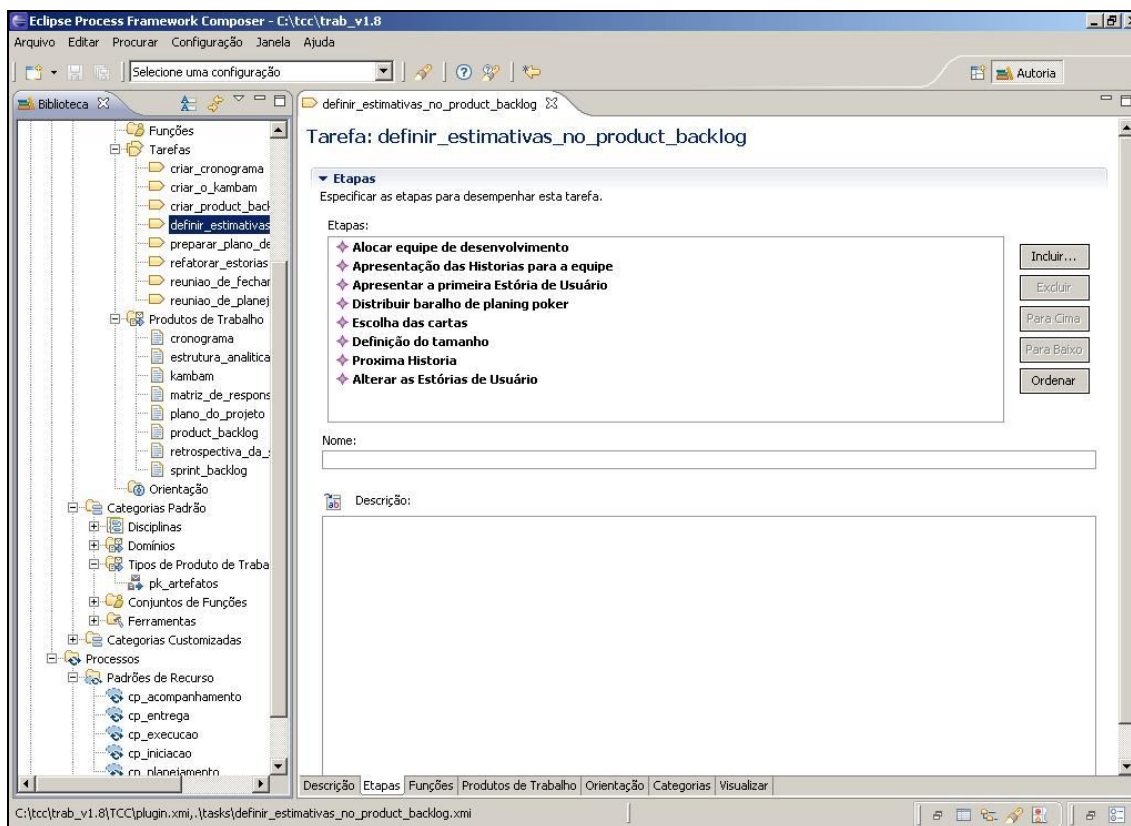 Eclipse Process Framework Composer - C:\tcc\trab_v1.8
Arquivo Editar Procurar Configuração Janela Ajuda
Selecione uma configuração
Autoria
Biblioteca
Funções
Tarefas
criar_cronograma
criar_o_kambam
criar_product_back
definir_estimativas
preparar_plano_de
refatorar_estorias
reuniao_de_fechar
reuniao_de_planej
Produtos de Trabalho
cronograma
estrutura_analitica
kambam
matriz_de_respons
plano_do_projeto
product_backlog
retrospectiva_da_s
sprint_backlog
Orientação
Categorias Padrão
Disciplinas
Domínios
Tipos de Produto de Traba
pk_artefatos
Conjuntos de Funções
Ferramentas
Categorias Customizadas
Processos
Padrões de Recurso
cp_acompanhamento
cp_entrega
cp_execucao
cp_iniciacao
cp_planejamento
definir_estimativas_no_product_backlog
Tarefa: definir_estimativas_no_product_backlog
Etapas
Especificar as etapas para desempenhar esta tarefa.
Etapas:
Alocar equipe de desenvolvimento
Apresentação das Historias para a equipe
Apresentar a primeira Estória de Usuário
Distribuir baralho de planing poker
Escolha das cartas
Definição do tamanho
Proxima Historia
Alterar as Estórias de Usuário
Incluir...
Excluir
Para Cima
Para Baixo
Ordenar
Nome:
Descrição:
Descrição Etapas Funções Produtos de Trabalho Orientação Categorias Visualizar
C:\tcc\trab_v1.8\TCC\plugin.xmi,.\tasks\definir_estimativas_no_product_backlog.xmi